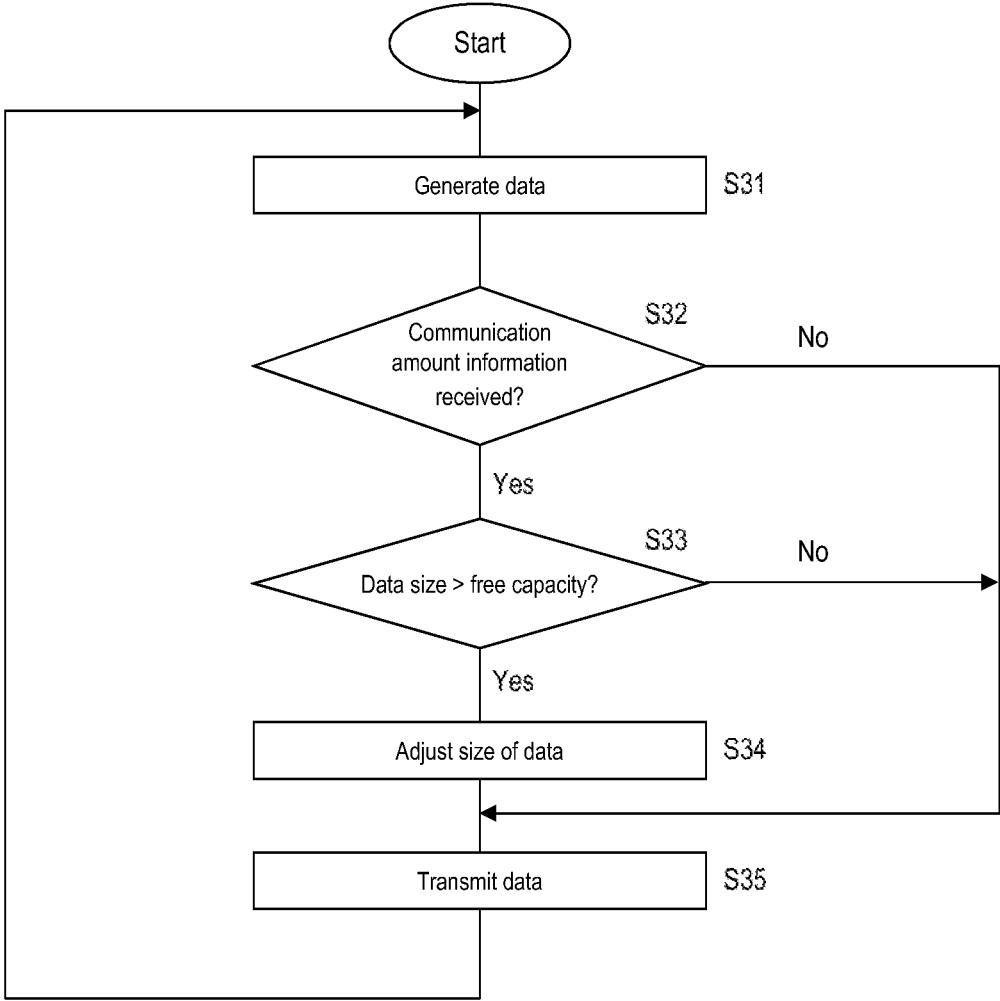 Start
Generate data
S31
S32
Communication
amount information
received?
No
Yes
S33
Data size > free capacity?
No
Yes
Adjust size of data
S34
Transmit data
S35